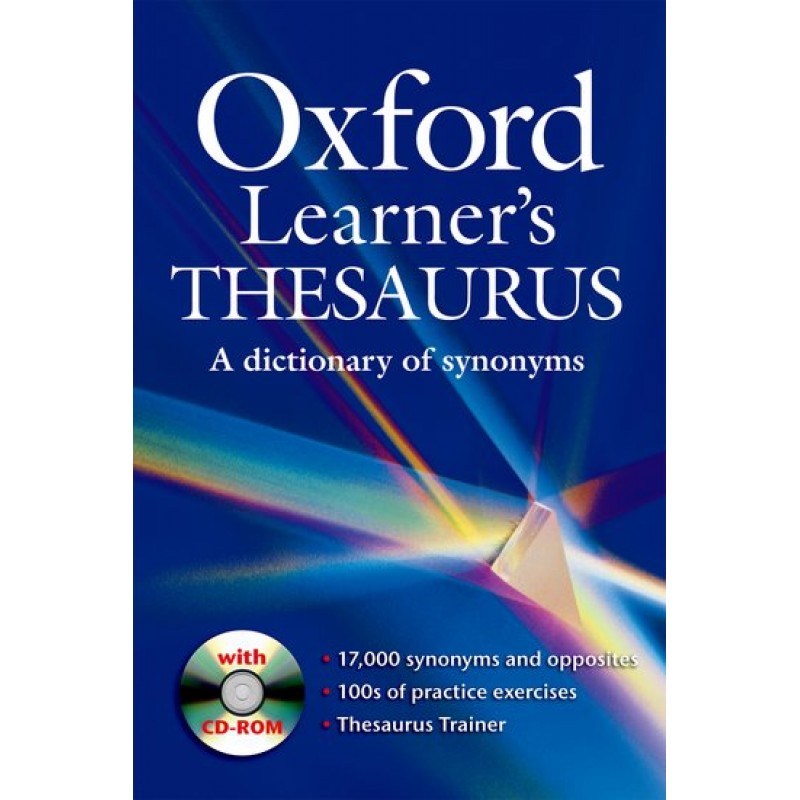 Oxford
Learner's
THESAURUS
A dictionary of synonyms
with
CD-ROM
• 17,000 synonyms and opposites
• 100s of practice exercises
• Thesaurus Trainer